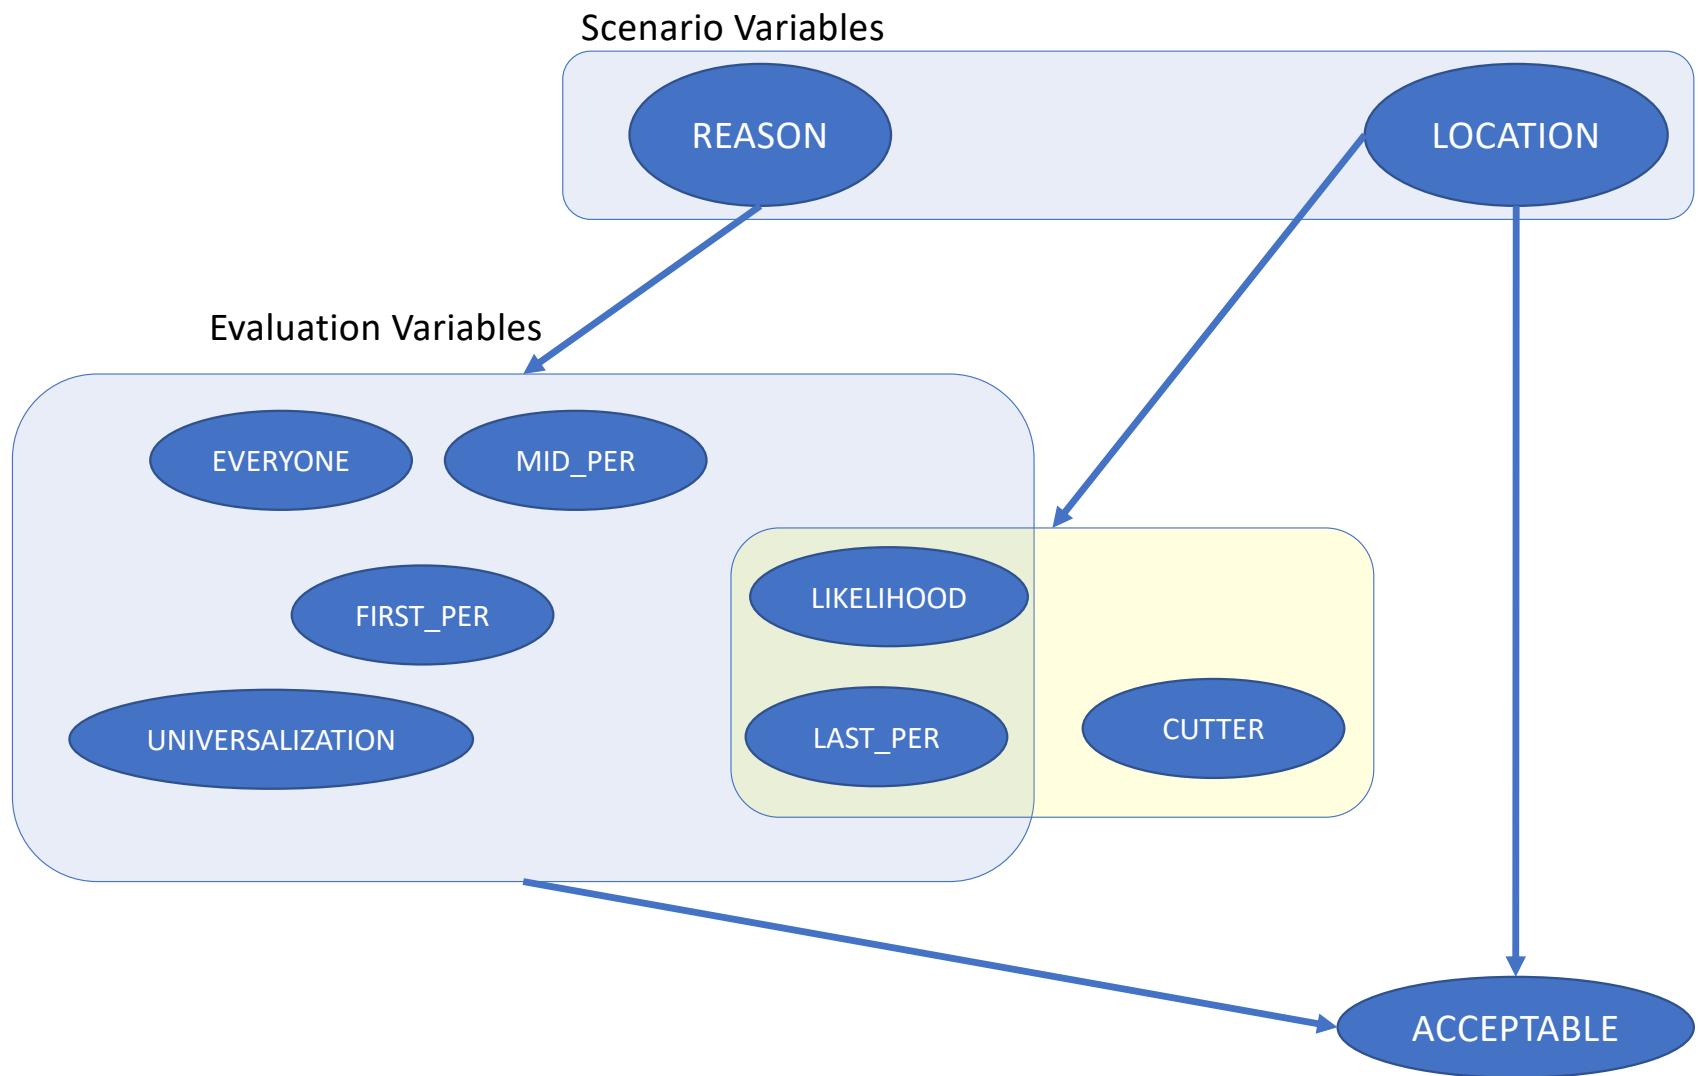 Scenario Variables
REASON
LOCATION
Evaluation Variables
EVERYONE
MID_PER
LIKELIHOOD
FIRST_PER
UNIVERSALIZATION
LAST_PER
CUTTER
ACCEPTABLE